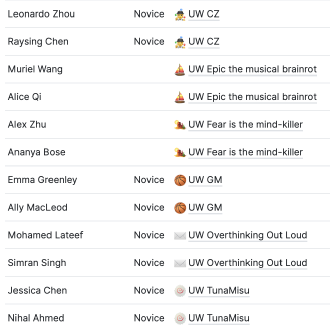 Leonardo Zhou Novice UW CZ
Raysing Chen Novice UW CZ
Muriel Wang UW Epic the musical brainrot
Alice Qi UW Epic the musical brainrot
Alex Zhu UW Fear is the mind-killer
Ananya Bose UW Fear is the mind-killer
Emma Greenley Novice UW GM
Ally MacLeod Novice UW GM
Mohamed Lateef Novice UW Overthinking Out Loud
Simran Singh Novice UW Overthinking Out Loud
Jessica Chen Novice UW TunaMisu
Nihal Ahmed Novice UW TunaMisu